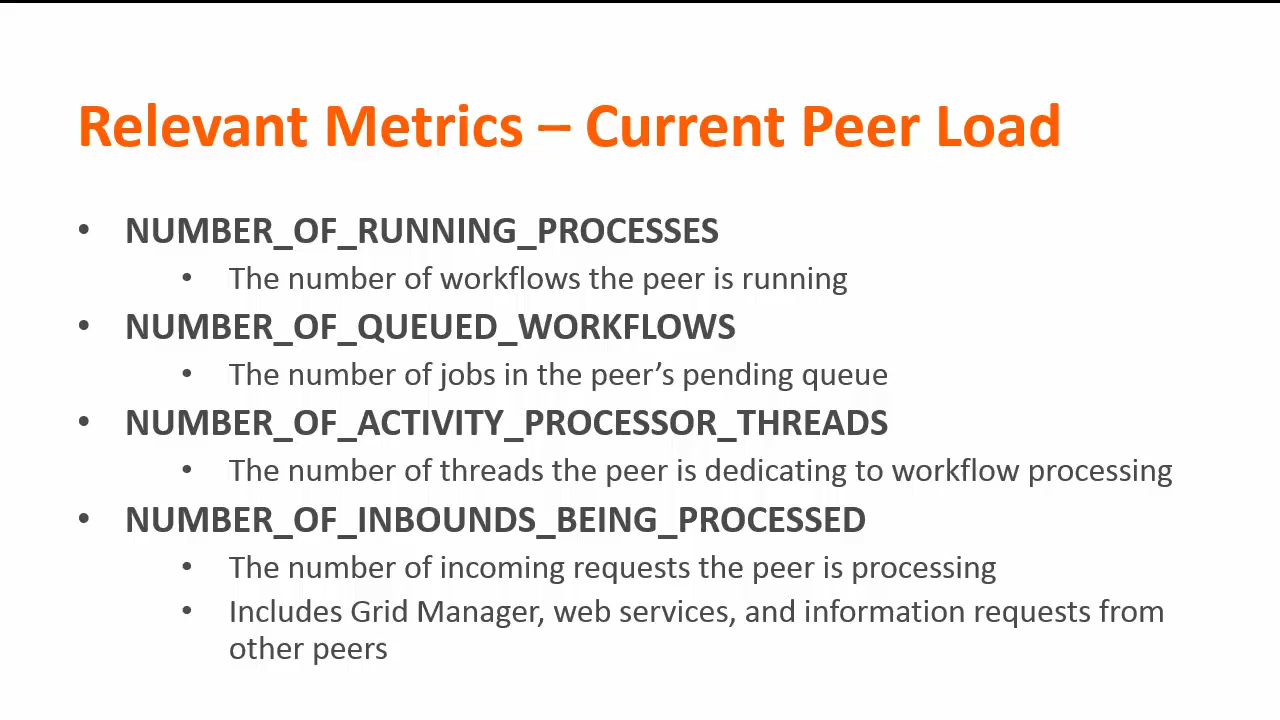 Relevant Metrics – Current Peer Load
• NUMBER_OF_RUNNING_PROCESSES
• The number of workflows the peer is running
• NUMBER_OF_QUEUED_WORKFLOWS
• The number of jobs in the peer’s pending queue
• NUMBER_OF_ACTIVITY_PROCESSOR_THREADS
• The number of threads the peer is dedicating to workflow processing
• NUMBER_OF_INBOUNDS_BEING_PROCESSED
• The number of incoming requests the peer is processing
• Includes Grid Manager, web services, and information requests from
other peers